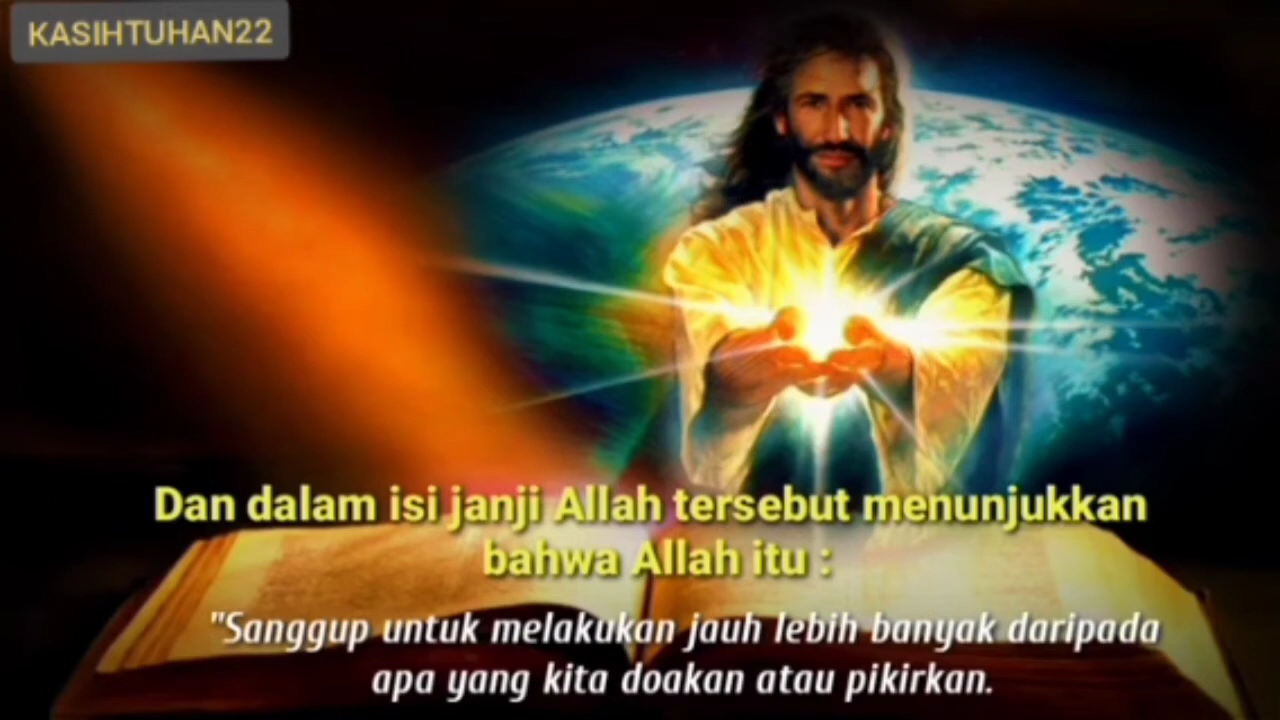 KASIHTUHAN22
Dan dalam isi janji Allah tersebut menunjukkan
bahwa Allah itu :
"Sanggup untuk melakukan jauh lebih banyak daripada
apa yang kita doakan atau pikirkan.